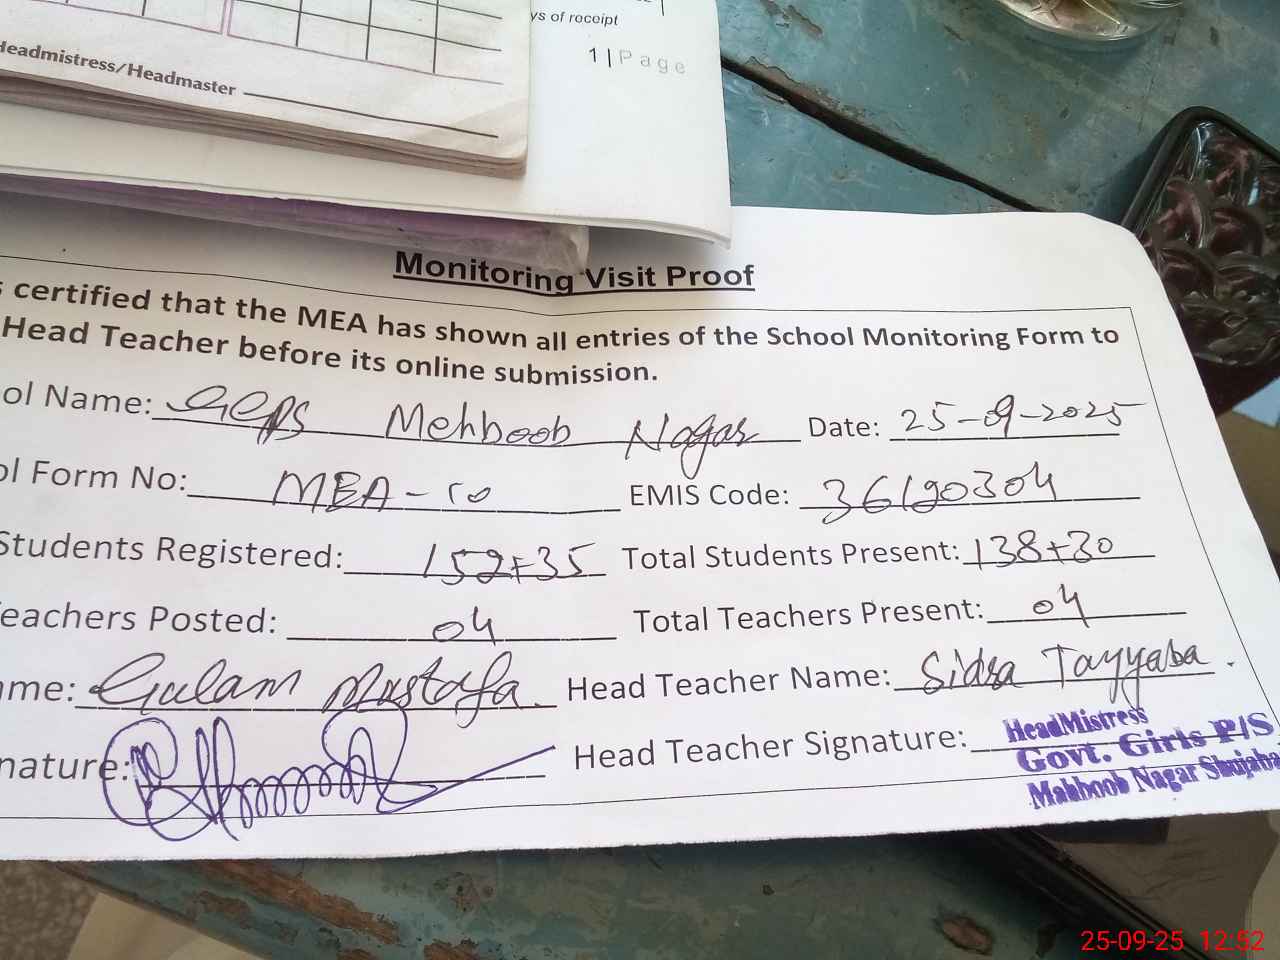 ys of receipt
1 | Page
Headmistress/Headmaster
Monitoring Visit Proof
s certified that the MEA has shown all entries of the School Monitoring Form to
Head Teacher before its online submission.
ol Name: GGPS Mehboob Nagar Date: 25-09-2025
ol Form No: MEA-10 EMIS Code: 36190304
Students Registered: 152+35 Total Students Present: 138+30
eachers Posted: 04 Total Teachers Present: 04
ame: Gulam Mustafa. Head Teacher Name: Sidra Tayyaba.
nature: Head Teacher Signature:
HeadMistress
Govt. Girls P/S
Mahboob Nagar Shujaba
25-09-25 12:52